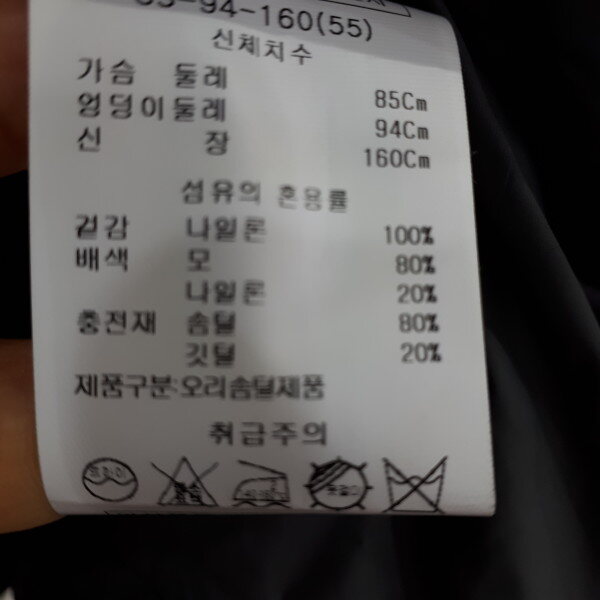 85-94-160(55)
신체치수
가슴 둘레 85Cm
엉덩이둘레 94Cm
신 장 160Cm
섬유의 혼용률
겉감 나일론 100%
배색 모 80%
나일론 20%
충전재 솜털 80%
깃털 20%
제품구분:오리솜털제품
취급주의
드라이